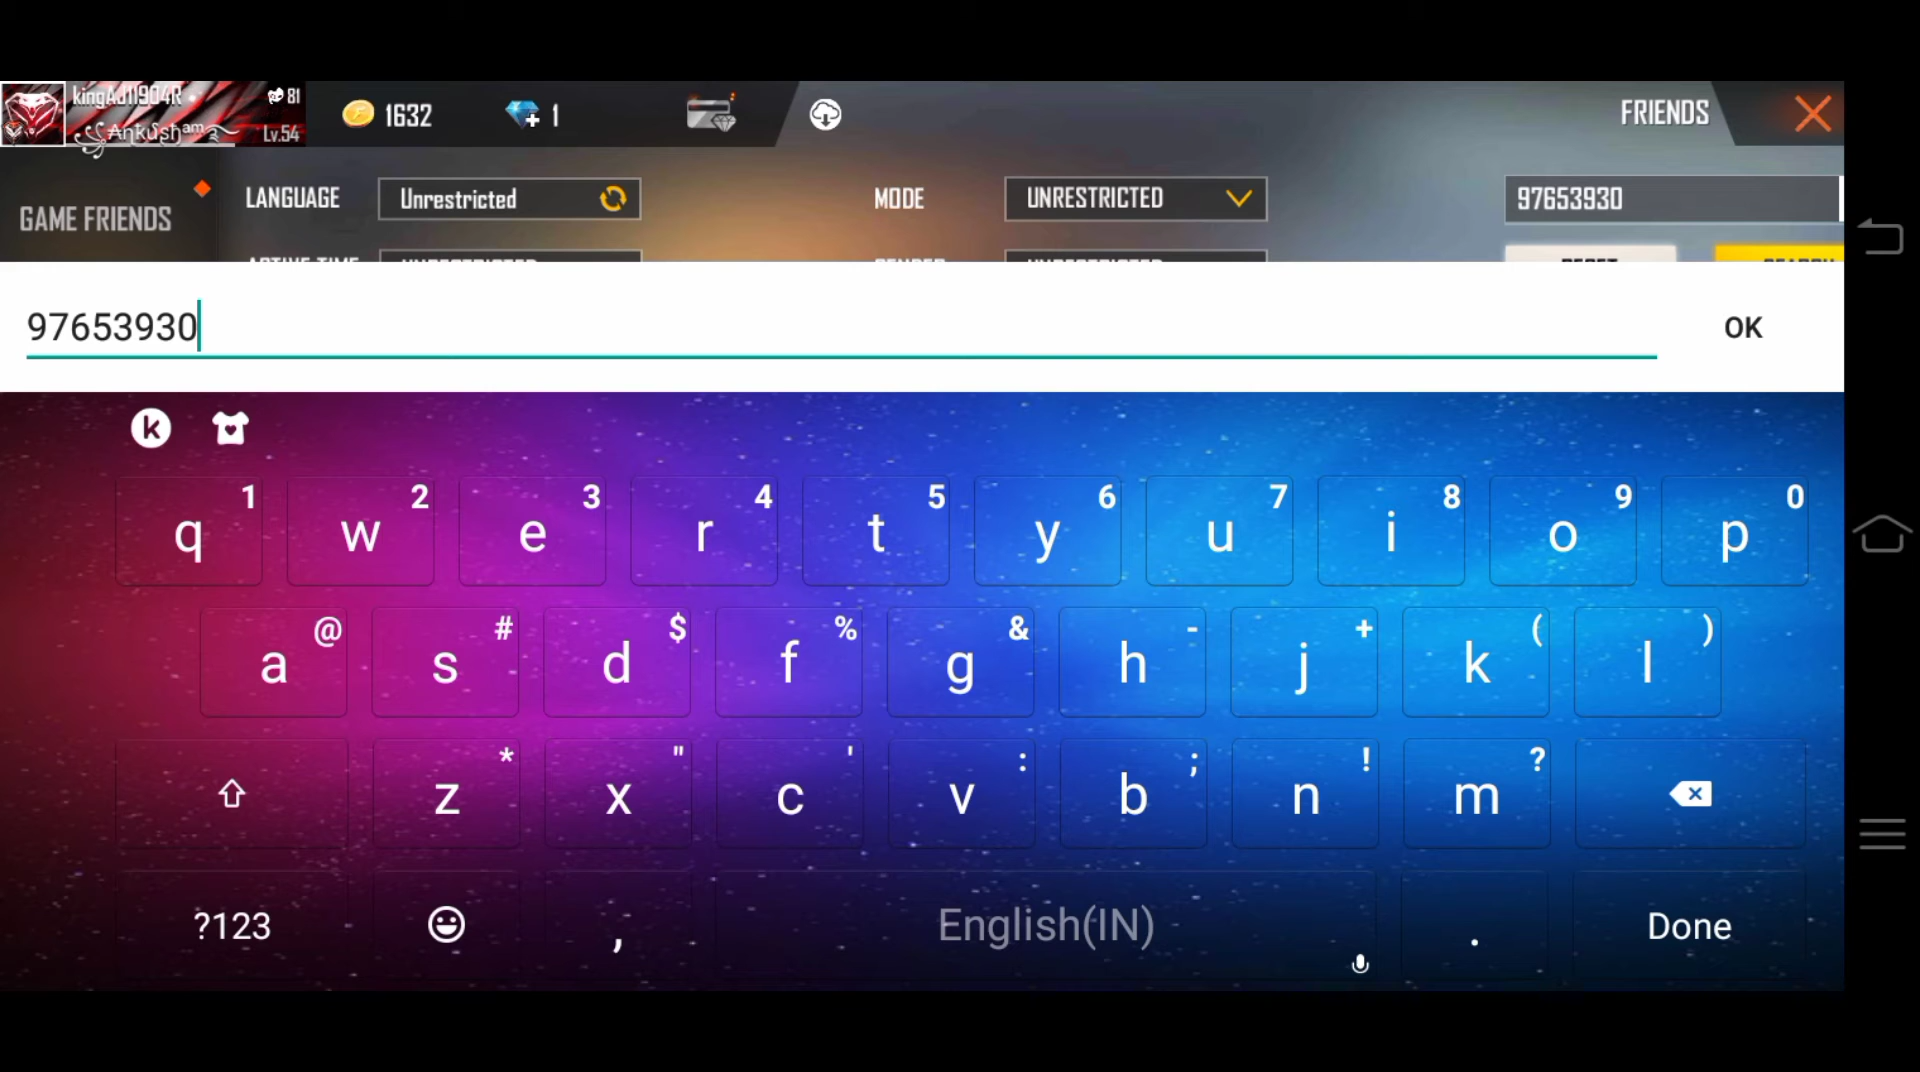 kingAJ11904R 81
Ankush Lv.54
1632
1
FRIENDS
GAME FRIENDS
LANGUAGE Unrestricted
MODE UNRESTRICTED
97653930
97653930 OK
k
q 1 w 2 e 3 r 4 t 5 y 6 u 7 i 8 o 9 p 0
a @ s # d $ f % g & h - j + k ( l )
z * x " c ' v : b ; n ! m ?
?123 , English(IN) . Done